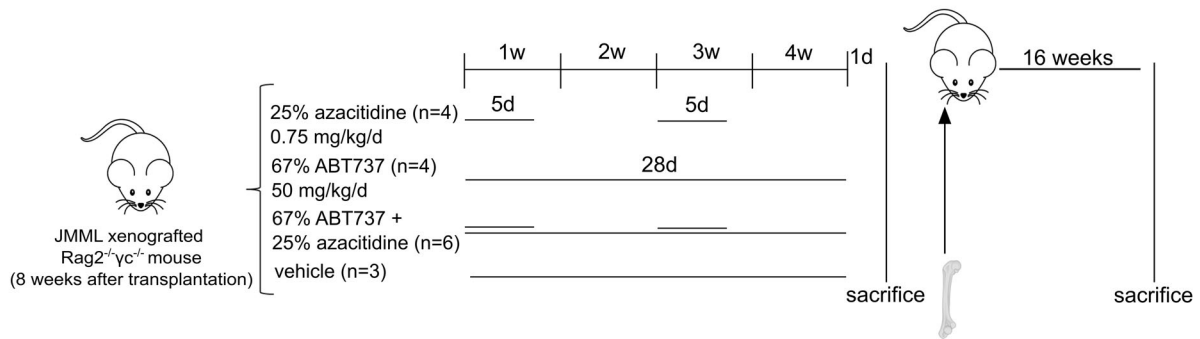 1w 2w 3w 4w 1d
16 weeks
25% azacitidine (n=4)
0.75 mg/kg/d
5d 5d
67% ABT737 (n=4)
50 mg/kg/d
28d
67% ABT737 +
25% azacitidine (n=6)
vehicle (n=3)
JMML xenografted
Rag2⁻/⁻γc⁻/⁻ mouse
(8 weeks after transplantation)
sacrifice
sacrifice